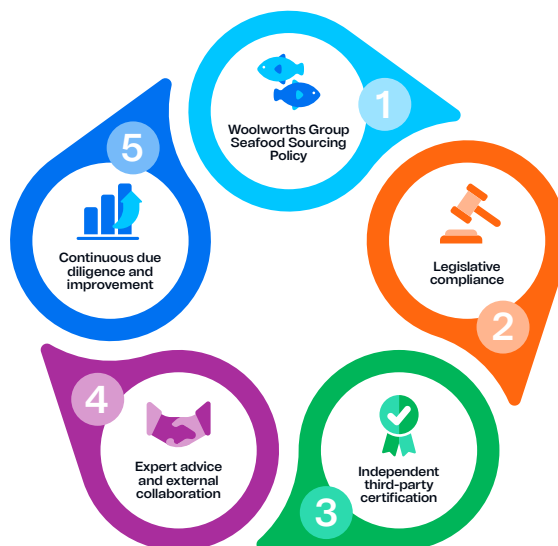 1
Woolworths Group
Seafood Sourcing
Policy
2
Legislative
compliance
3
Independent
third-party
certification
4
Expert advice
and external
collaboration
5
Continuous due
diligence and
improvement